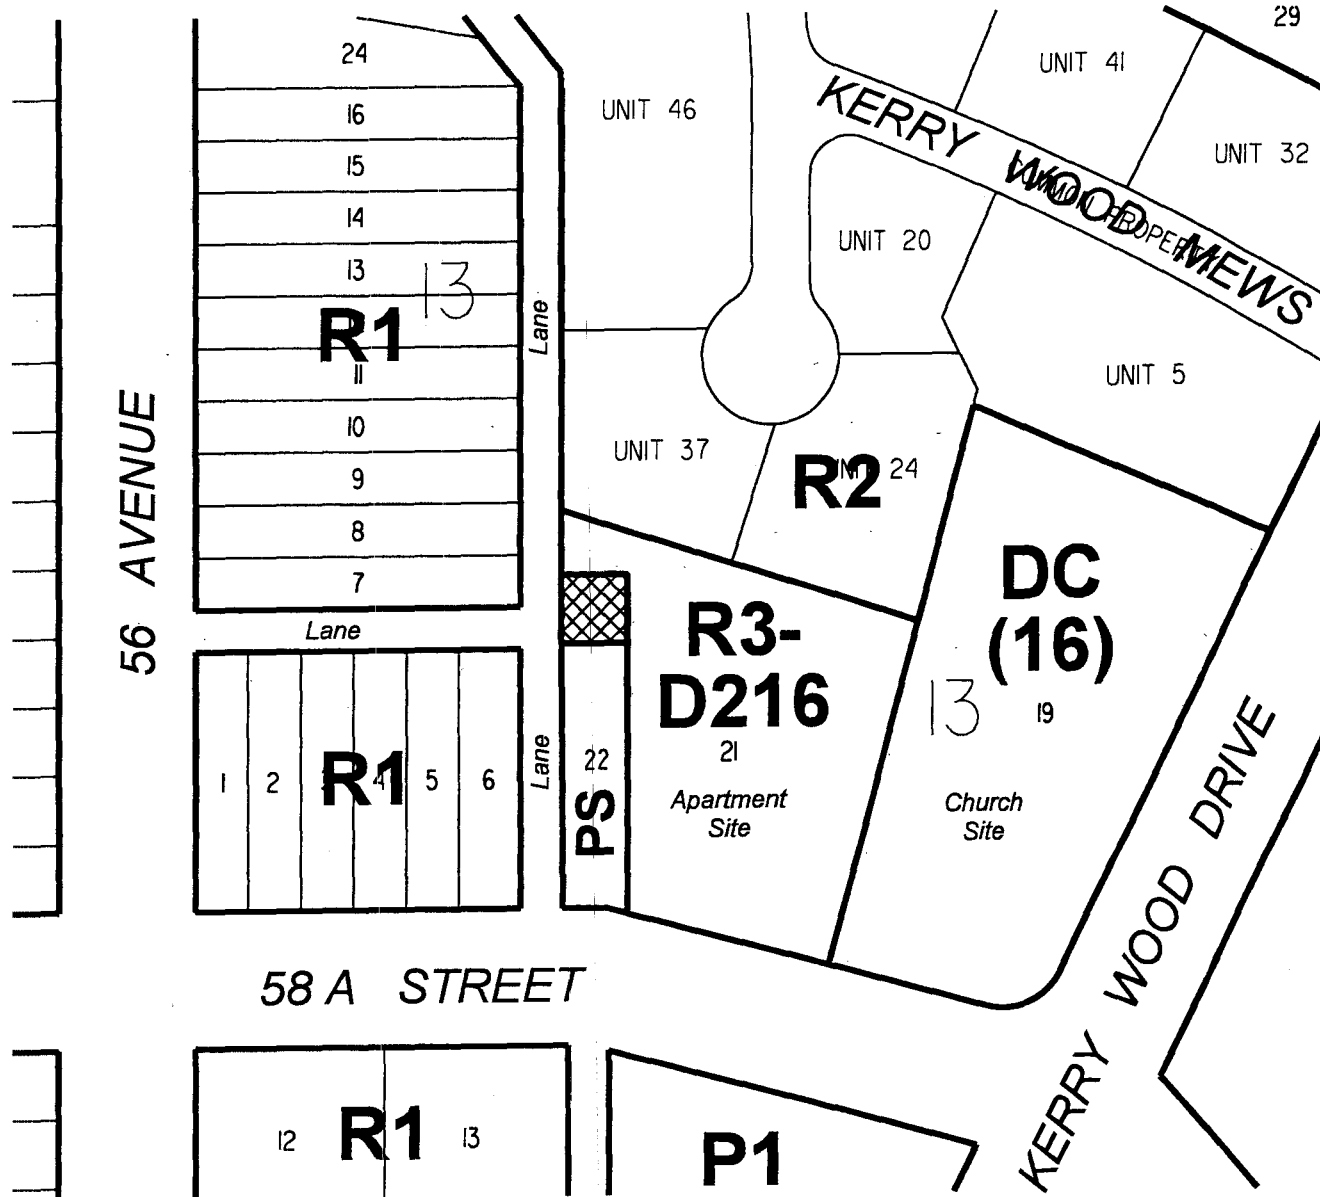 24
16
15
14
13
13
R1
11
10
9
8
7
Lane
Lane
56 AVENUE
1
2
R1
4
5
6
Lane
22
PS
UNIT 46
UNIT 41
29
UNIT 32
KERRY WOOD MEWS
COMMON PROPERTY
UNIT 20
UNIT 5
UNIT 37
UNIT 24
R2
R3-
D216
21
Apartment
Site
DC
(16)
13
19
Church
Site
KERRY WOOD DRIVE
58 A STREET
12
R1
13
P1